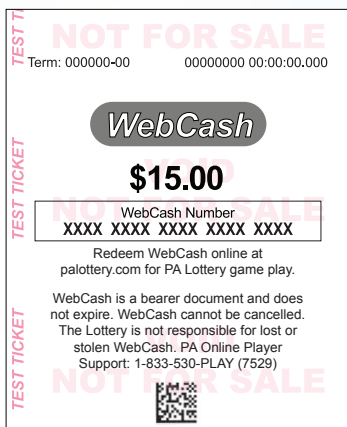 NOT FOR SALE
Term: 000000-00 00000000 00:00:00.000
WebCash
VOID
$15.00
NOT FOR SALE
WebCash Number
XXXX XXXX XXXX XXXX XXXX
Redeem WebCash online at
palottery.com for PA Lottery game play.
WebCash is a bearer document and does
not expire. WebCash cannot be cancelled.
The Lottery is not responsible for lost or
stolen WebCash. PA Online Player
Support: 1-833-530-PLAY (7529)
VOID
NOT FOR SALE
TEST TI
TEST TICKET
TEST TICKET